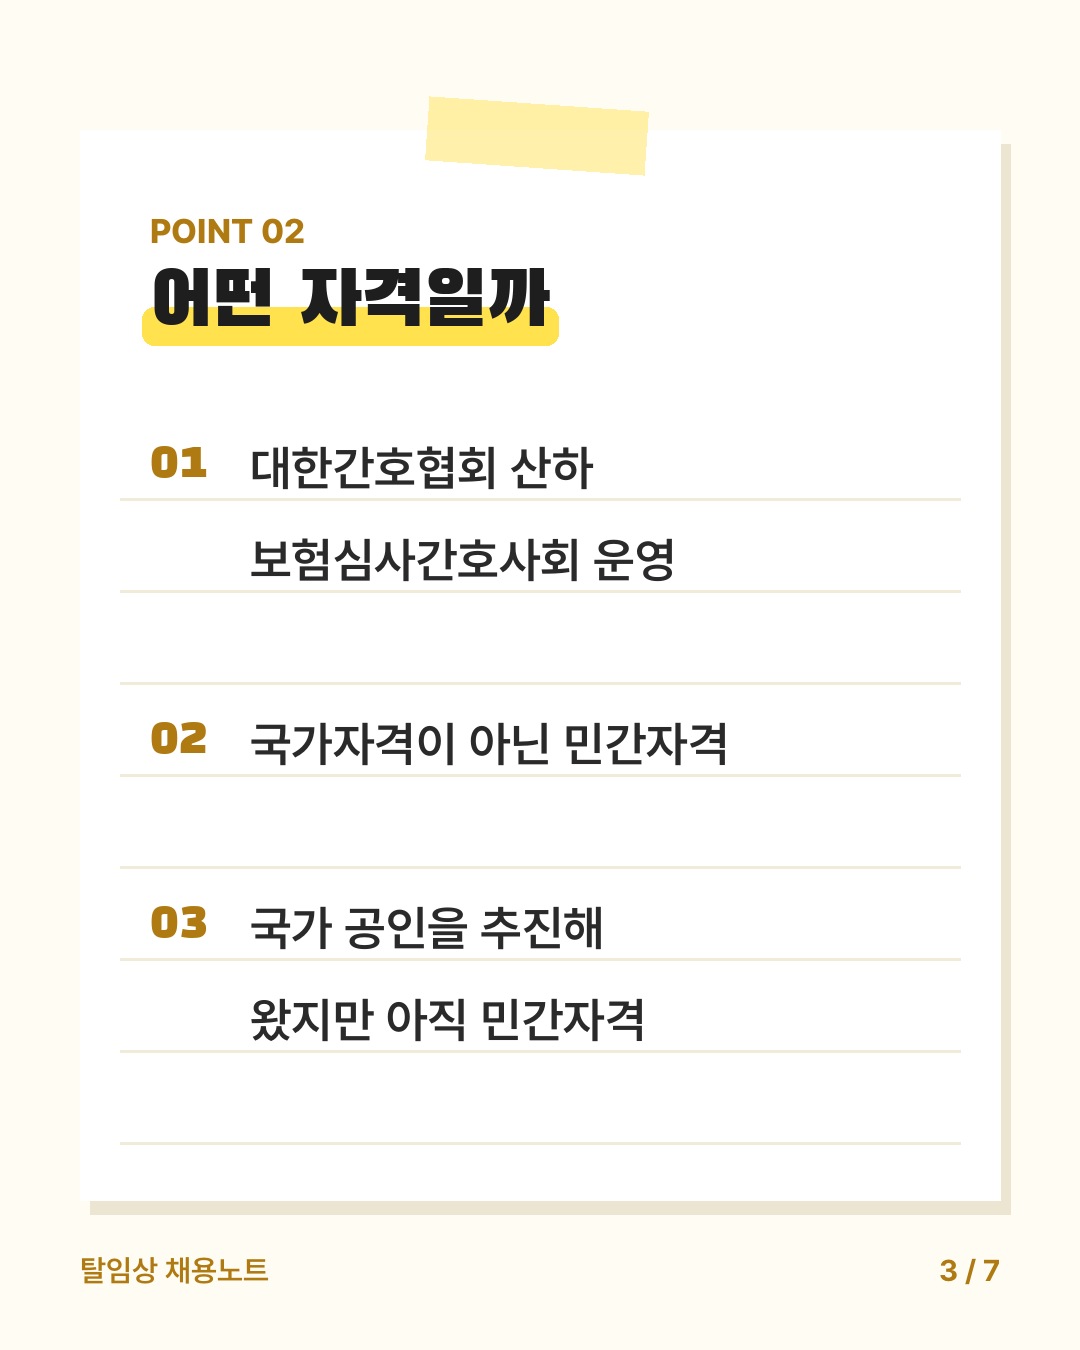 POINT 02
어떤 자격일까
01 대한간호협회 산하
보험심사간호사회 운영
02 국가자격이 아닌 민간자격
03 국가 공인을 추진해
왔지만 아직 민간자격
탈임상 채용노트
3 / 7